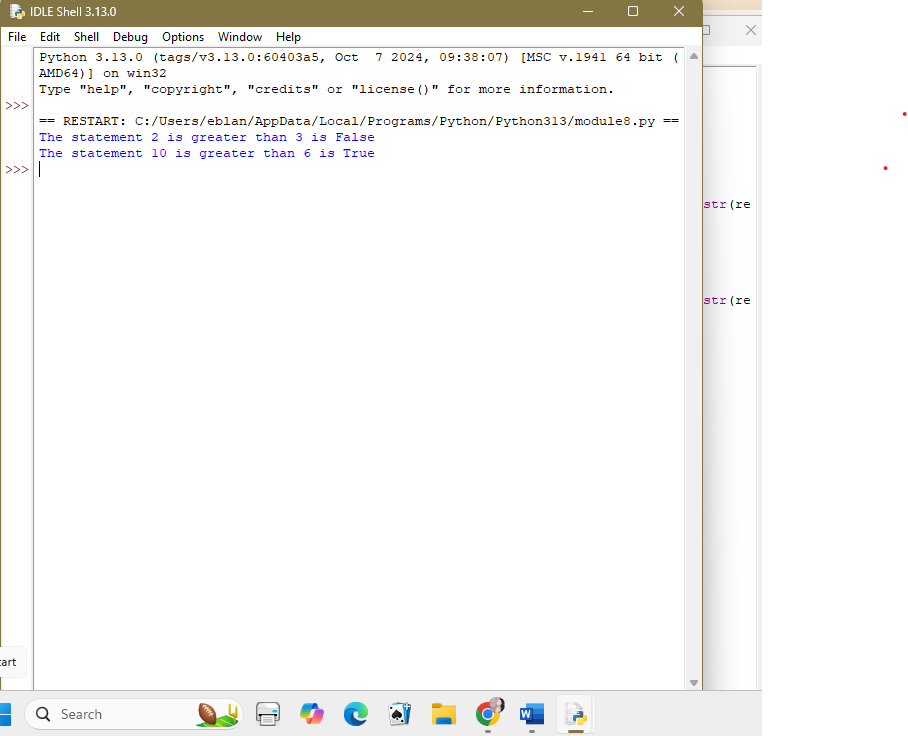 IDLE Shell 3.13.0
File Edit Shell Debug Options Window Help
Python 3.13.0 (tags/v3.13.0:60403a5, Oct  7 2024, 09:38:07) [MSC v.1941 64 bit (
AMD64)] on win32
Type "help", "copyright", "credits" or "license()" for more information.
>>>
== RESTART: C:/Users/eblan/AppData/Local/Programs/Python/Python313/module8.py ==
The statement 2 is greater than 3 is False
The statement 10 is greater than 6 is True
>>>
str(re
str(re
tart
Search